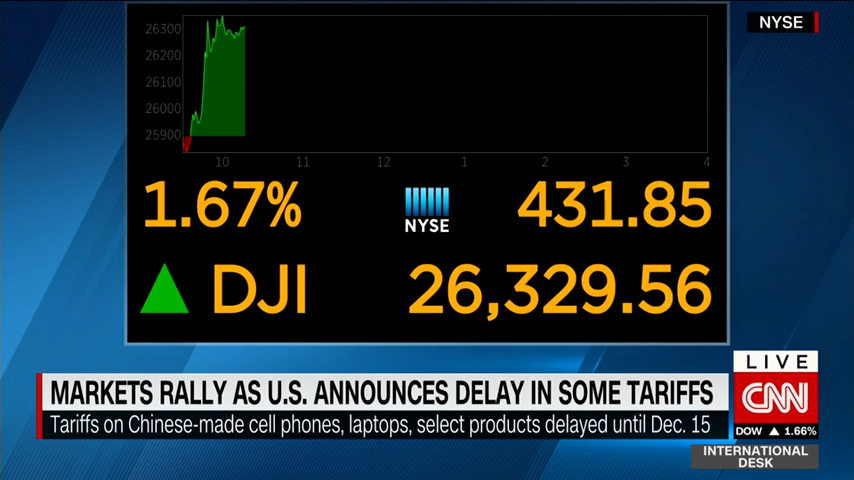 NYSE
26300
26200
26100
26000
25900
10 11 12 1 2 3 4
1.67% NYSE 431.85
DJI 26,329.56
MARKETS RALLY AS U.S. ANNOUNCES DELAY IN SOME TARIFFS
Tariffs on Chinese-made cell phones, laptops, select products delayed until Dec. 15
LIVE
CNN
DOW ▲ 1.66%
INTERNATIONAL
DESK